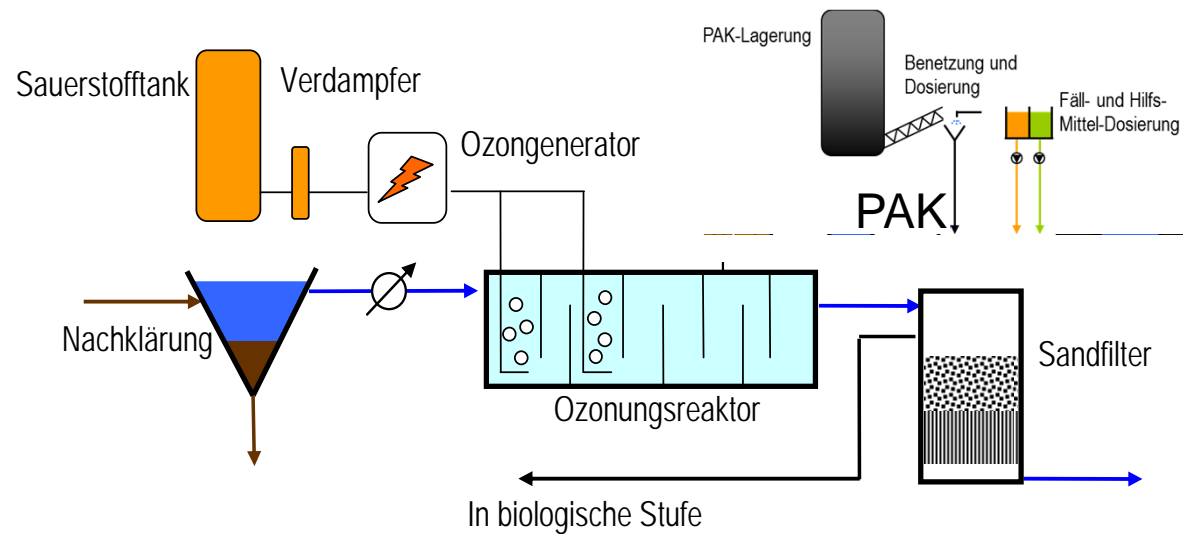 PAK-Lagerung
Sauerstofftank
Verdampfer
Benetzung und
Dosierung
Fäll- und Hilfs-
Mittel-Dosierung
Ozongenerator
PAK
Nachklärung
Sandfilter
Ozonungsreaktor
In biologische Stufe